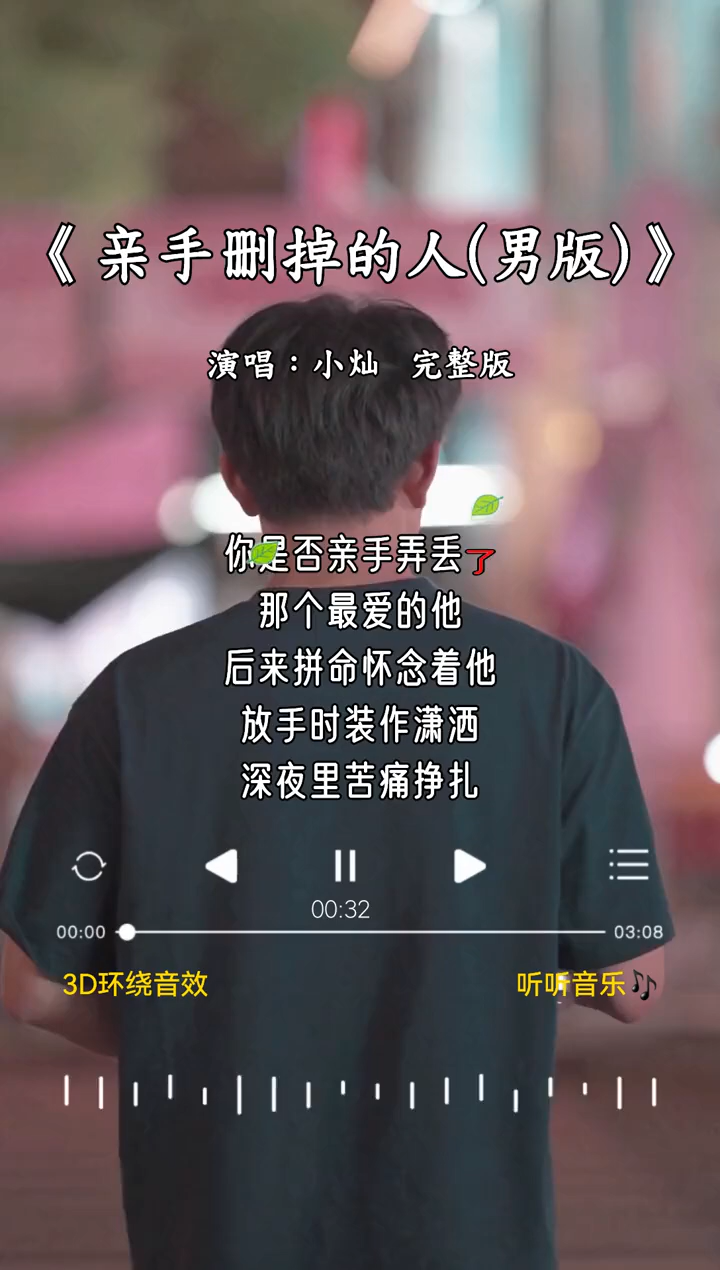 《亲手删掉的人(男版)》
演唱：小灿 完整版
你是否亲手弄丢了
那个最爱的他
后来拼命怀念着他
放手时装作潇洒
深夜里苦痛挣扎
00:32
00:00 03:08
3D环绕音效 听听音乐